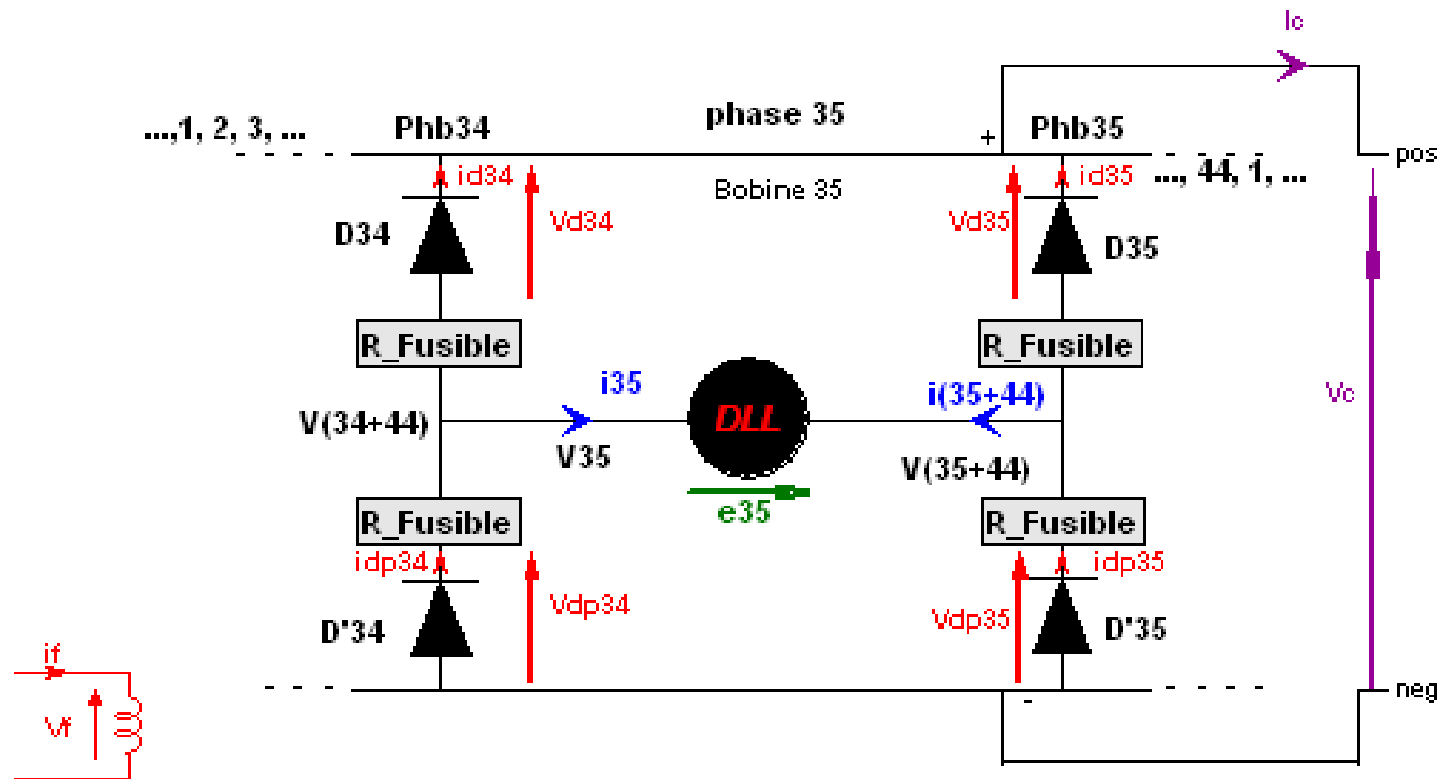 Ic
phase 35
...,1, 2, 3, ...
Phb34
+
Phb35
pos
id34
Bobine 35
id35
..., 44, 1, ...
Vd34
Vd35
D34
D35
R_Fusible
R_Fusible
i35
i(35+44)
Vc
V(34+44)
DLL
V35
V(35+44)
e35
R_Fusible
R_Fusible
idp34
idp35
Vdp34
Vdp35
D'34
D'35
if
neg
-
Vf